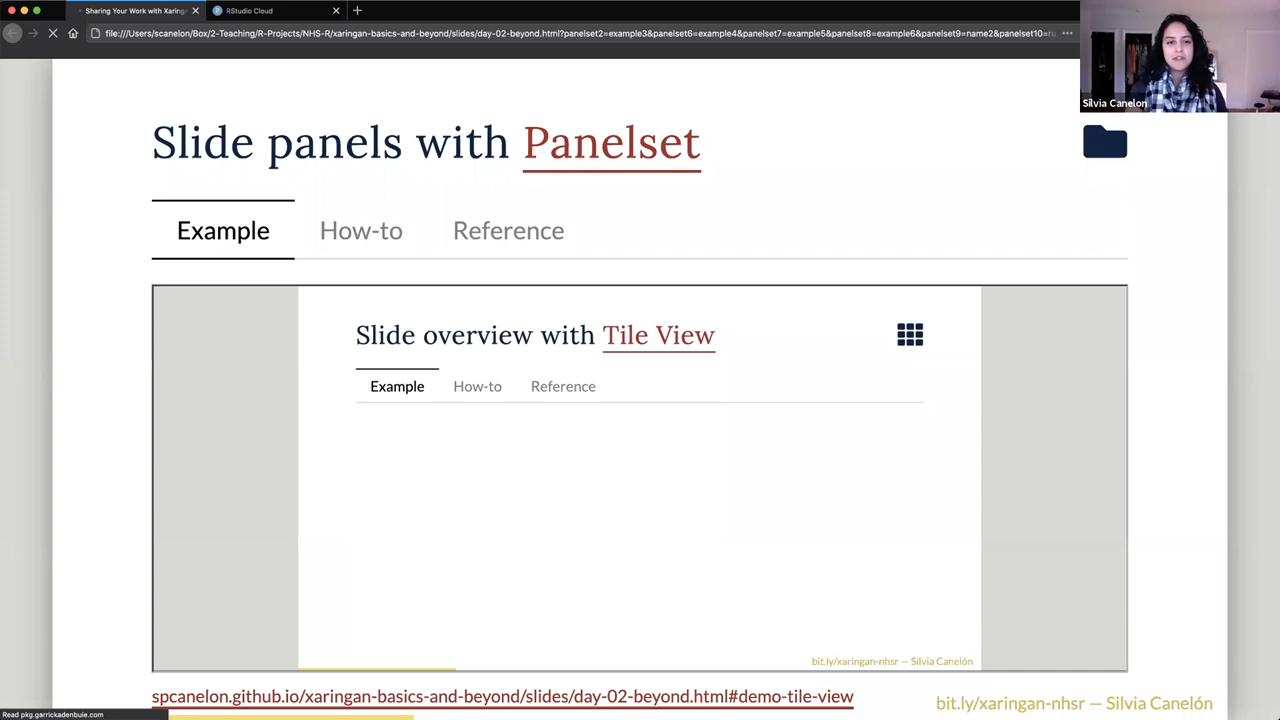 Sharing Your Work with Xaring
RStudio Cloud
file:///Users/scanelon/Box/2-Teaching/R-Projects/NHS-R/xaringan-basics-and-beyond/slides/day-02-beyond.html?panelset2=example3&panelset6=example4&panelset7=example5&panelset8=example6&panelset9=name2&panelset10=ru
Silvia Canelon
Slide panels with Panelset
Example How-to Reference
Slide overview with Tile View
Example How-to Reference
bit.ly/xaringan-nhsr — Silvia Canelón
spcanelon.github.io/xaringan-basics-and-beyond/slides/day-02-beyond.html#demo-tile-view
bit.ly/xaringan-nhsr — Silvia Canelón
Read pkg.garrickadenbuie.com